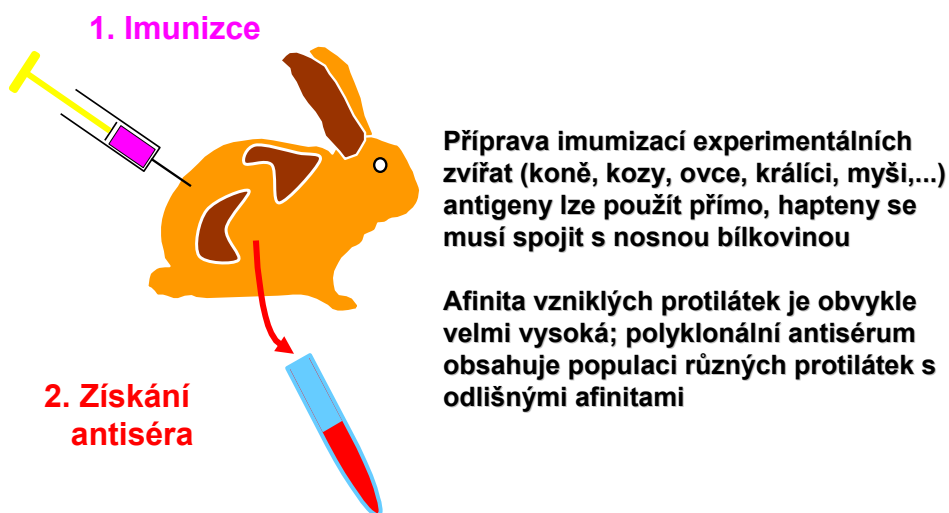 1. Imunizce
Příprava imumizací experimentálních
zvířat (koně, kozy, ovce, králíci, myši,...)
antigeny lze použít přímo, hapteny se
musí spojit s nosnou bílkovinou
Afinita vzniklých protilátek je obvykle
velmi vysoká; polyklonální antisérum
obsahuje populaci různých protilátek s
odlišnými afinitami
2. Získání
antiséra